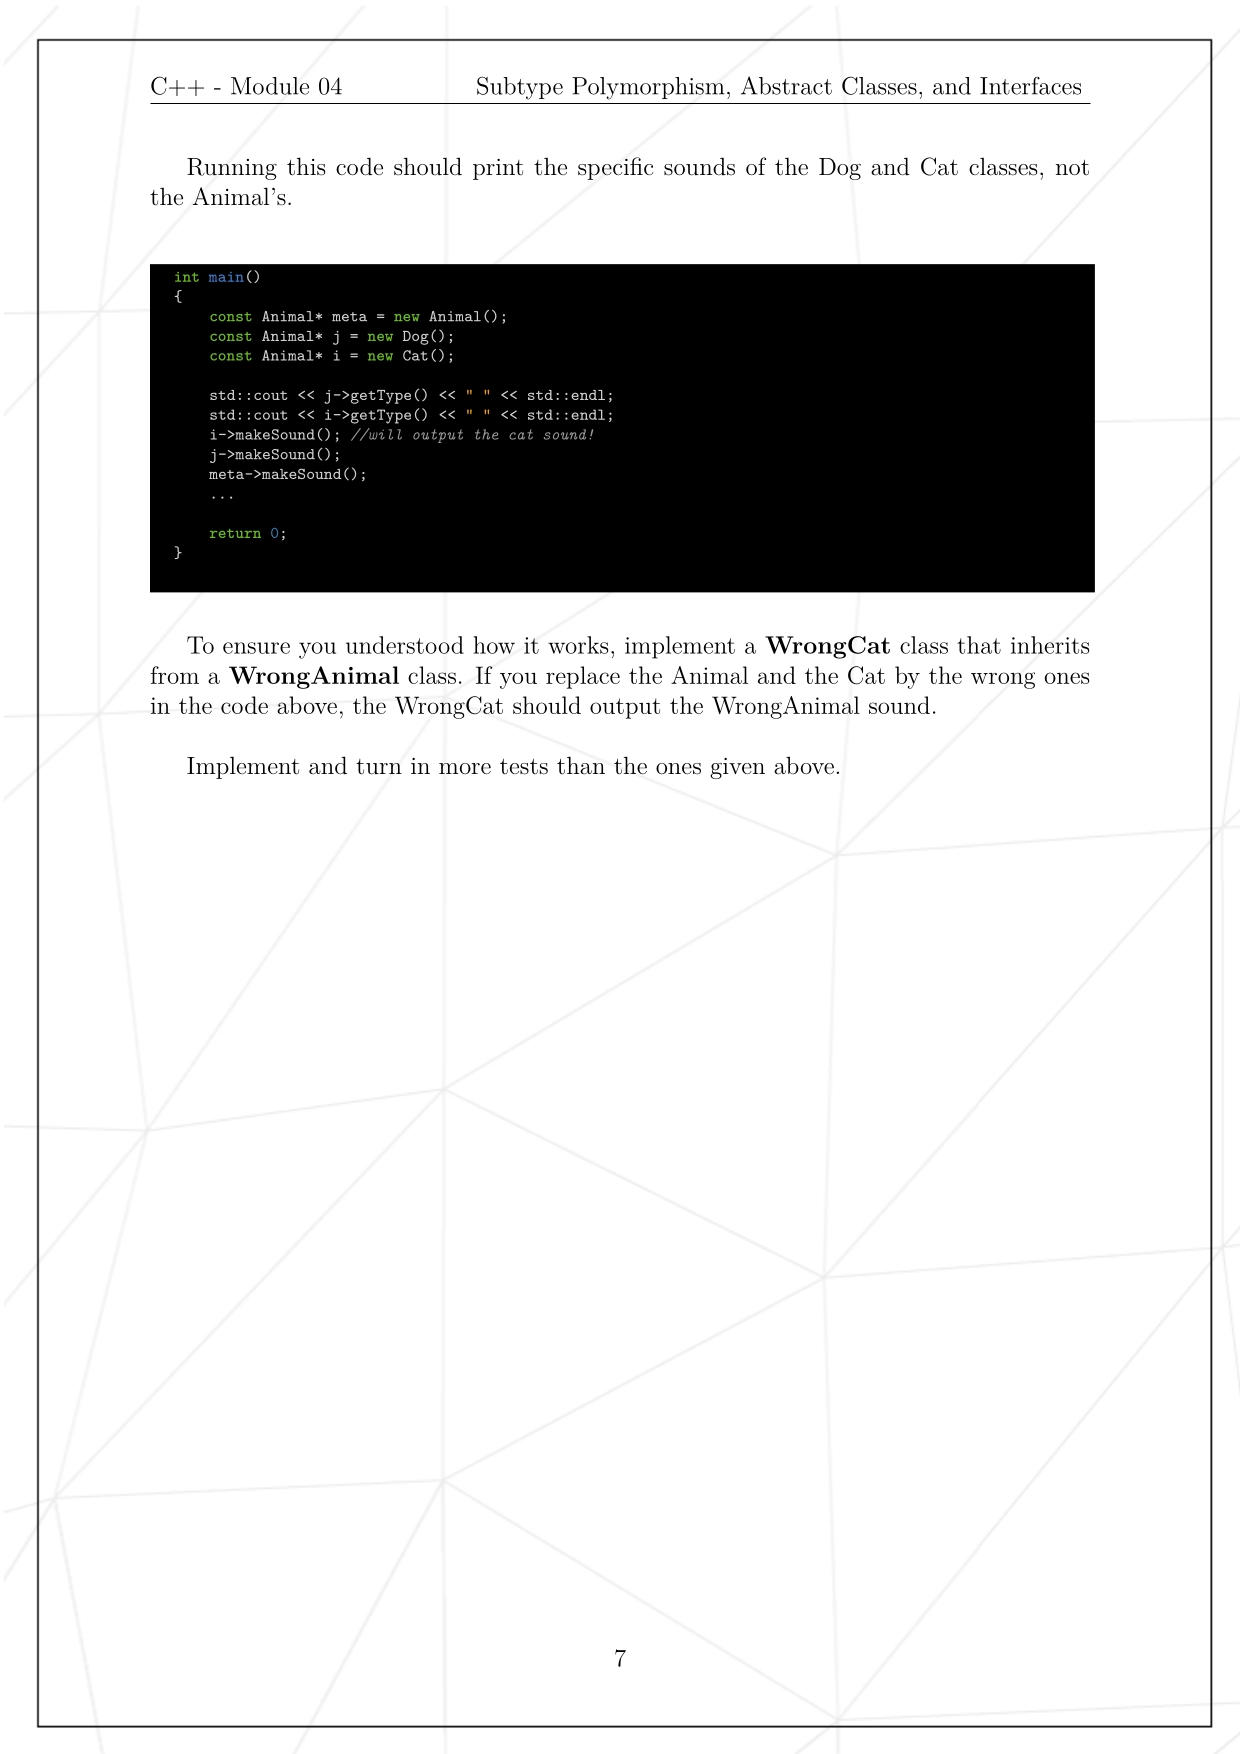 C++ - Module 04 Subtype Polymorphism, Abstract Classes, and Interfaces
Running this code should print the specific sounds of the Dog and Cat classes, not
the Animal's.
int main()
{
    const Animal* meta = new Animal();
    const Animal* j = new Dog();
    const Animal* i = new Cat();

    std::cout << j->getType() << " " << std::endl;
    std::cout << i->getType() << " " << std::endl;
    i->makeSound(); //will output the cat sound!
    j->makeSound();
    meta->makeSound();
    ...

    return 0;
}
To ensure you understood how it works, implement a WrongCat class that inherits
from a WrongAnimal class. If you replace the Animal and the Cat by the wrong ones
in the code above, the WrongCat should output the WrongAnimal sound.
Implement and turn in more tests than the ones given above.
7